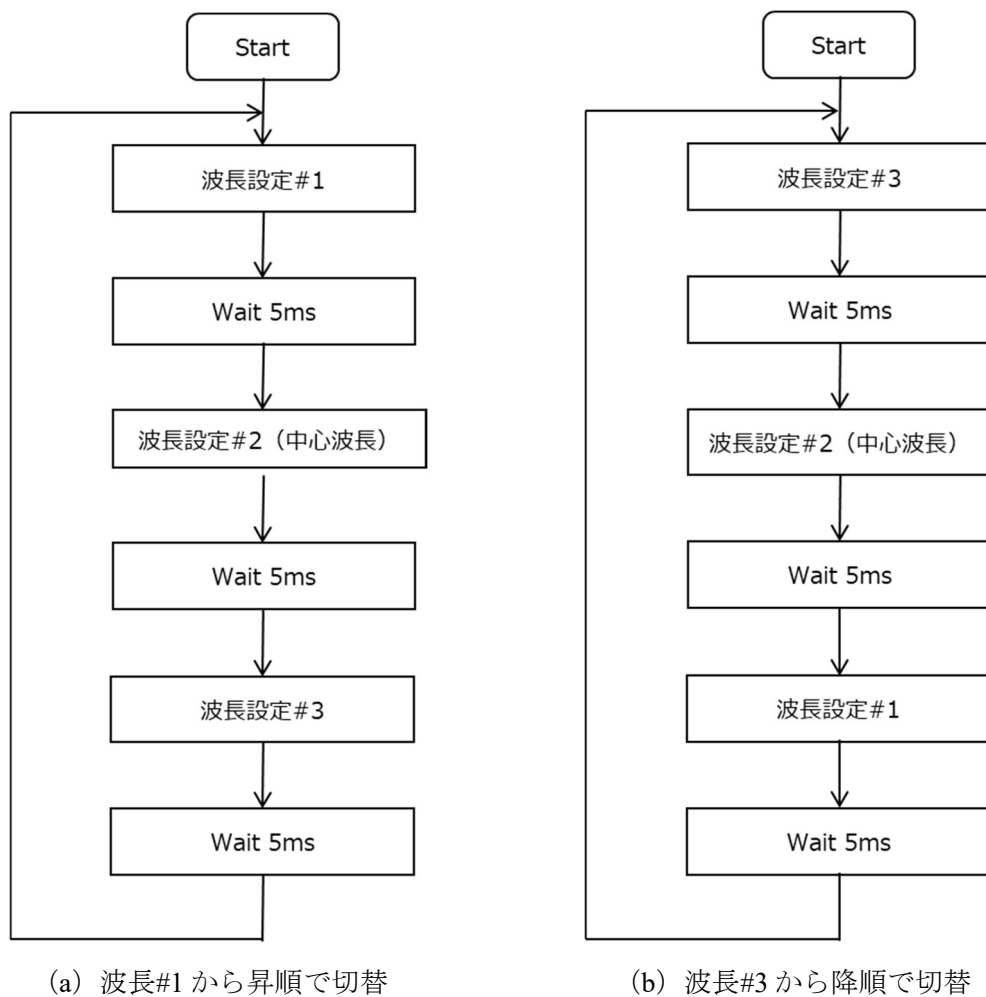 Start
波長設定#1
Wait 5ms
波長設定#2（中心波長）
Wait 5ms
波長設定#3
Wait 5ms
(a) 波長#1 から昇順で切替
Start
波長設定#3
Wait 5ms
波長設定#2（中心波長）
Wait 5ms
波長設定#1
Wait 5ms
(b) 波長#3 から降順で切替